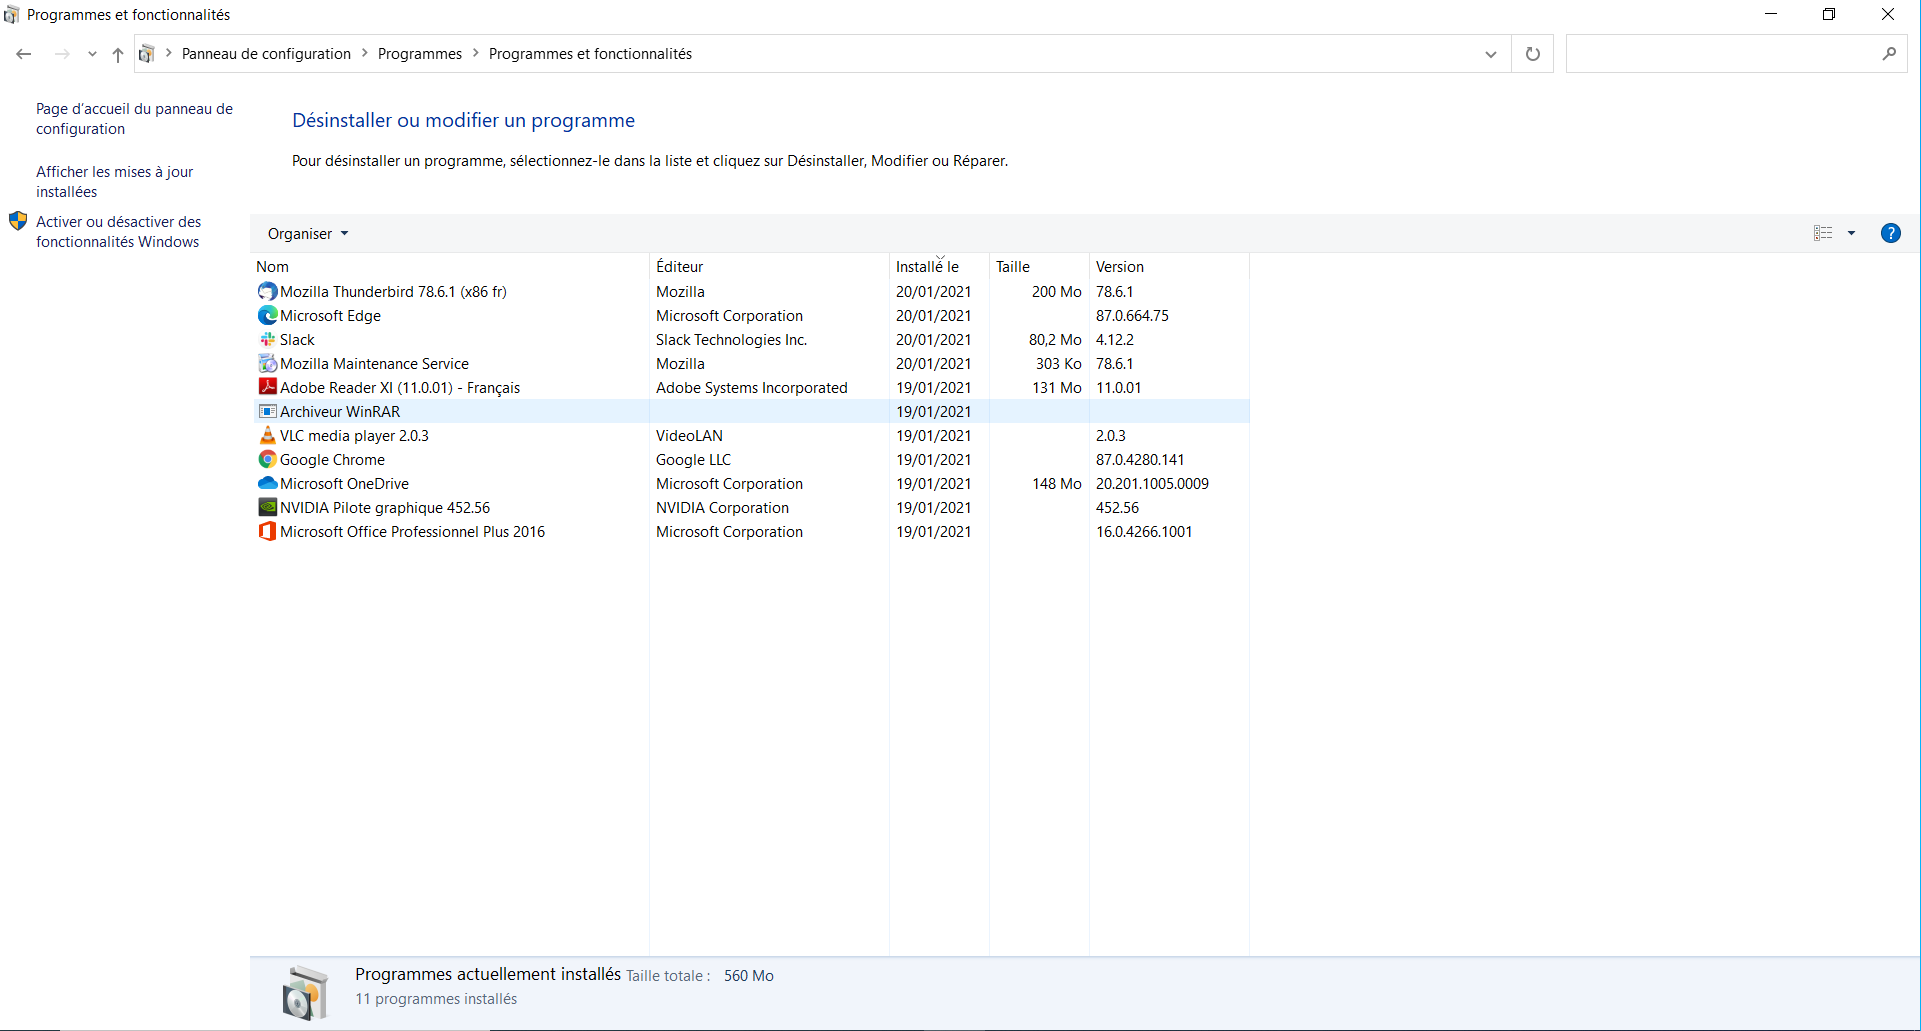 Programmes et fonctionnalités
Panneau de configuration > Programmes > Programmes et fonctionnalités
Page d'accueil du panneau de
configuration
Afficher les mises à jour
installées
Activer ou désactiver des
fonctionnalités Windows
Désinstaller ou modifier un programme
Pour désinstaller un programme, sélectionnez-le dans la liste et cliquez sur Désinstaller, Modifier ou Réparer.
Organiser
?
Nom Éditeur Installé le Taille Version
Mozilla Thunderbird 78.6.1 (x86 fr) Mozilla 20/01/2021 200 Mo 78.6.1
Microsoft Edge Microsoft Corporation 20/01/2021 87.0.664.75
Slack Slack Technologies Inc. 20/01/2021 80,2 Mo 4.12.2
Mozilla Maintenance Service Mozilla 20/01/2021 303 Ko 78.6.1
Adobe Reader XI (11.0.01) - Français Adobe Systems Incorporated 19/01/2021 131 Mo 11.0.01
Archiveur WinRAR 19/01/2021
VLC media player 2.0.3 VideoLAN 19/01/2021 2.0.3
Google Chrome Google LLC 19/01/2021 87.0.4280.141
Microsoft OneDrive Microsoft Corporation 19/01/2021 148 Mo 20.201.1005.0009
NVIDIA Pilote graphique 452.56 NVIDIA Corporation 19/01/2021 452.56
Microsoft Office Professionnel Plus 2016 Microsoft Corporation 19/01/2021 16.0.4266.1001
Programmes actuellement installés Taille totale : 560 Mo
11 programmes installés